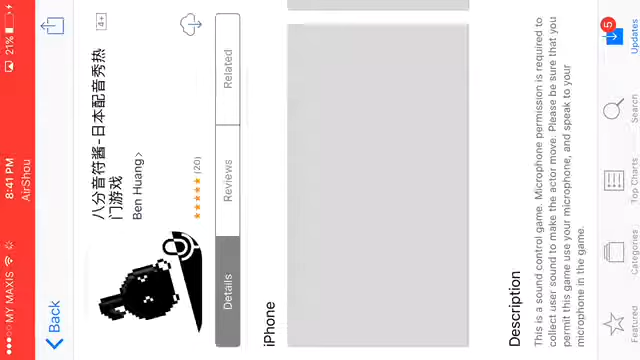 MY MAXIS 8:41 PM 21%
AirShou
Back
八分音符酱-日本配音秀热
门游戏
4+
Ben Huang
(20)
Details Reviews Related
iPhone
Description
This is a sound control game. Microphone permission is required to
collect user sound to make the actor move. Please be sure that you
permit this game use your microphone, and speak to your
microphone in the game.
5
Featured Categories Top Charts Search Updates